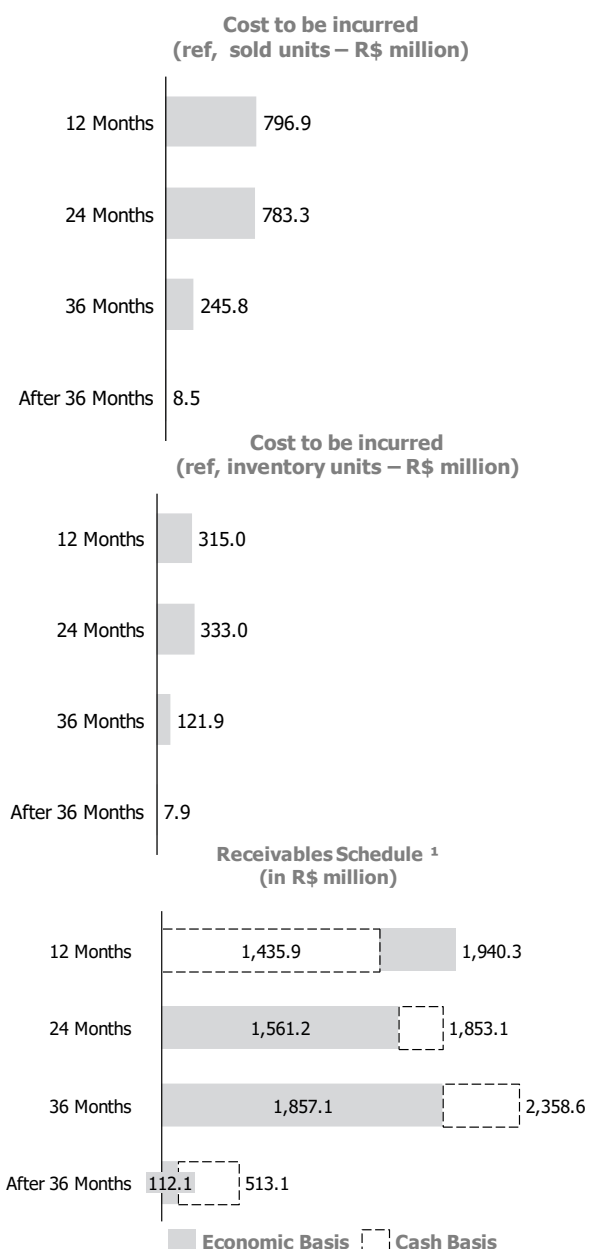 Cost to be incurred
(ref, sold units – R$ million)
12 Months 796.9
24 Months 783.3
36 Months 245.8
After 36 Months 8.5
Cost to be incurred
(ref, inventory units – R$ million)
12 Months 315.0
24 Months 333.0
36 Months 121.9
After 36 Months 7.9
Receivables Schedule ¹
(in R$ million)
12 Months 1,435.9 1,940.3
24 Months 1,561.2 1,853.1
36 Months 1,857.1 2,358.6
After 36 Months 112.1 513.1
Economic Basis Cash Basis